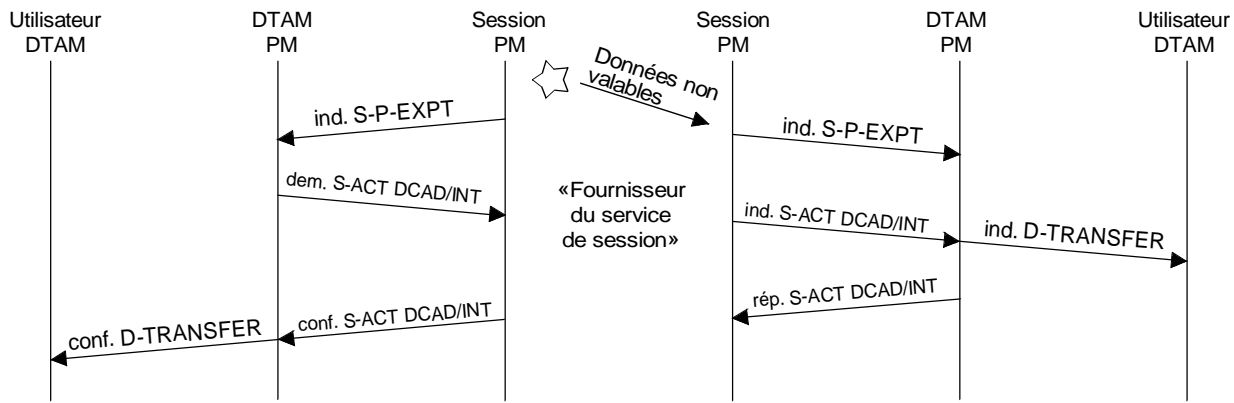 Utilisateur
DTAM
DTAM
PM
Session
PM
Session
PM
DTAM
PM
Utilisateur
DTAM
Données non
valables
ind. S-P-EXPT
ind. S-P-EXPT
dem. S-ACT DCAD/INT
«Fournisseur
du service
de session»
ind. S-ACT DCAD/INT
ind. D-TRANSFER
rép. S-ACT DCAD/INT
conf. S-ACT DCAD/INT
conf. D-TRANSFER